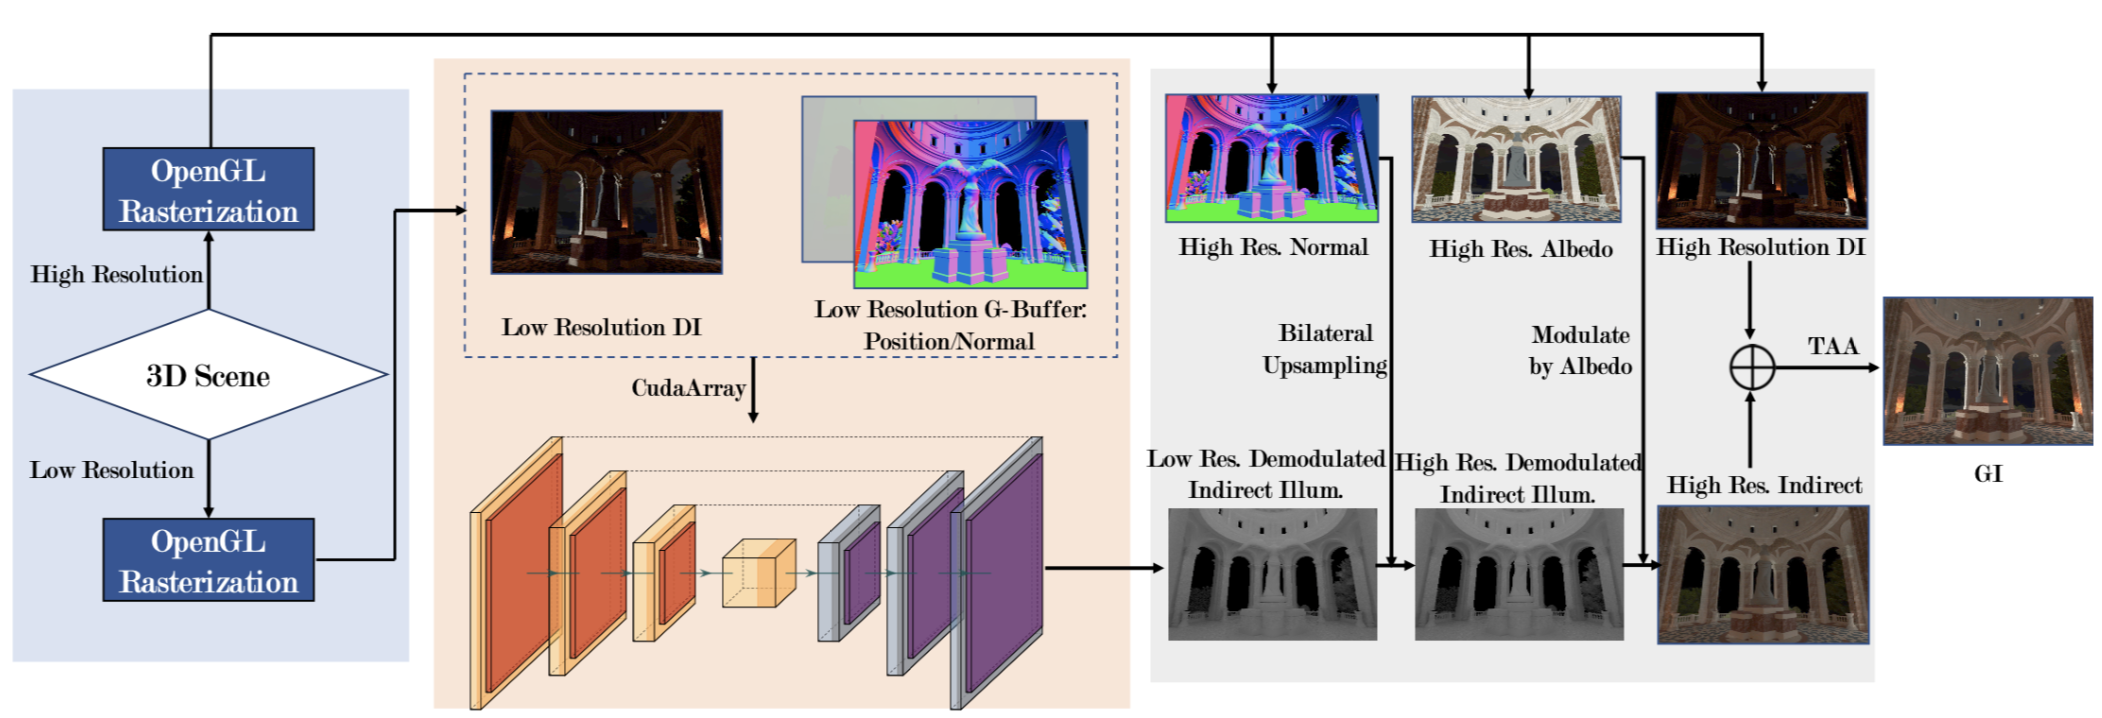 OpenGL
Rasterization
High Resolution
3D Scene
Low Resolution
OpenGL
Rasterization
Low Resolution DI
Low Resolution G-Buffer:
Position/Normal
CudaArray
High Res. Normal
High Res. Albedo
High Resolution DI
Bilateral
Upsampling
Modulate
by Albedo
TAA
Low Res. Demodulated
Indirect Illum.
High Res. Demodulated
Indirect Illum.
High Res. Indirect
GI